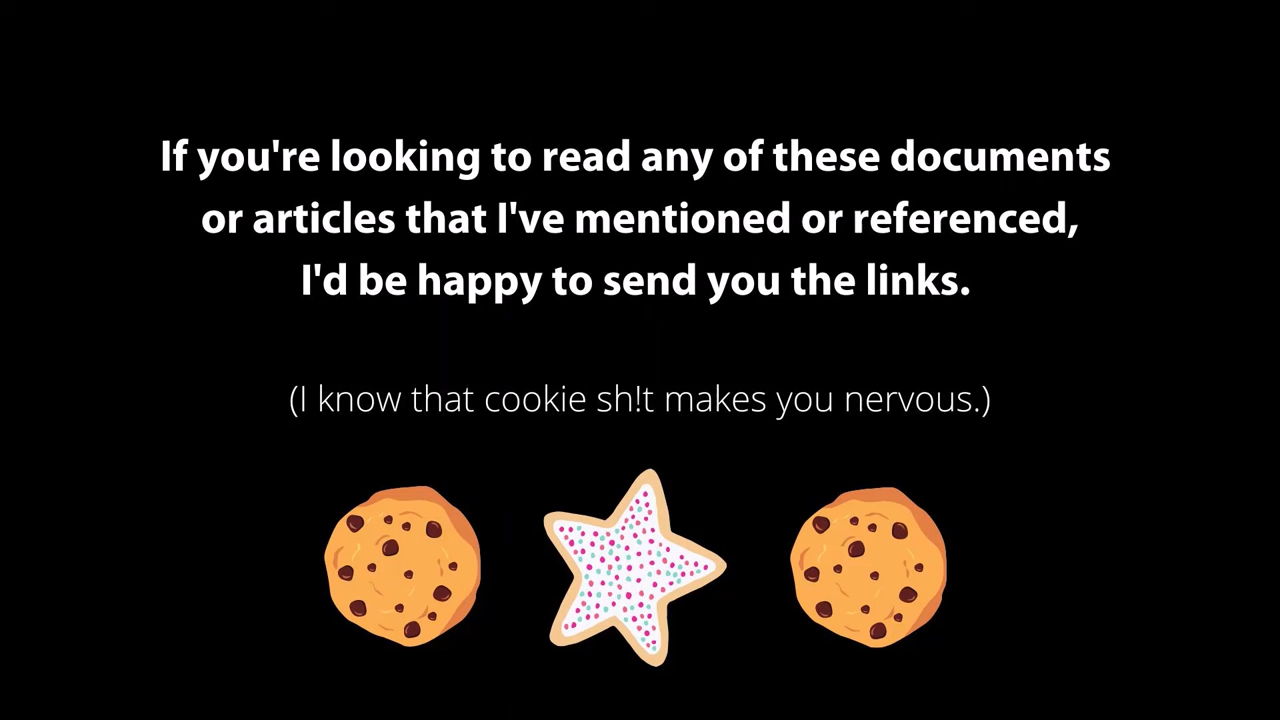 If you're looking to read any of these documents
or articles that I've mentioned or referenced,
I'd be happy to send you the links.
(I know that cookie sh!t makes you nervous.)